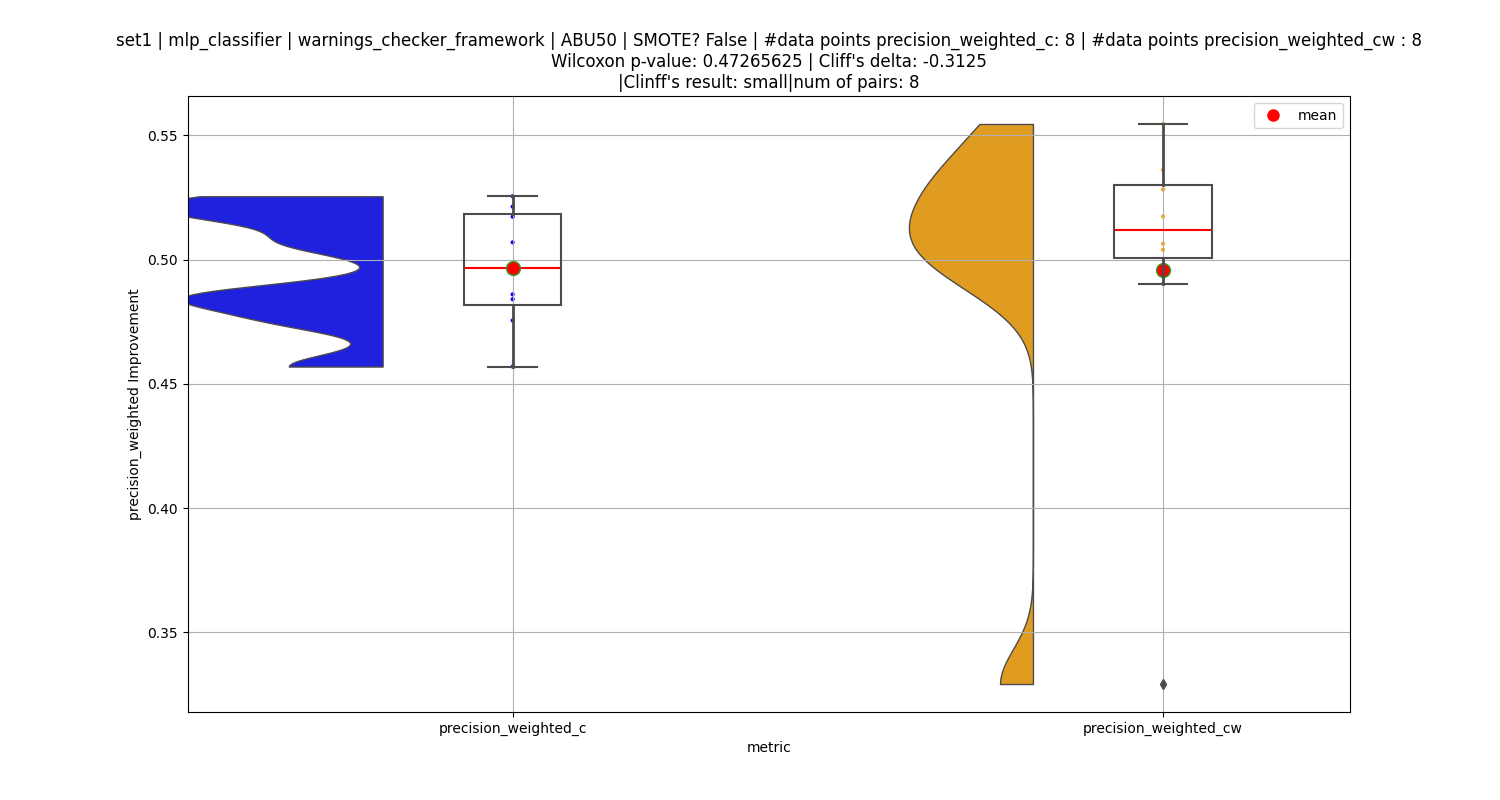 set1 | mlp_classifier | warnings_checker_framework | ABU50 | SMOTE? False | #data points precision_weighted_c: 8 | #data points precision_weighted_cw : 8
Wilcoxon p-value: 0.47265625 | Cliff's delta: -0.3125
|Clinff's result: small|num of pairs: 8
mean
0.55
0.50
0.45
0.40
0.35
precision_weighted Improvement
precision_weighted_c
precision_weighted_cw
metric